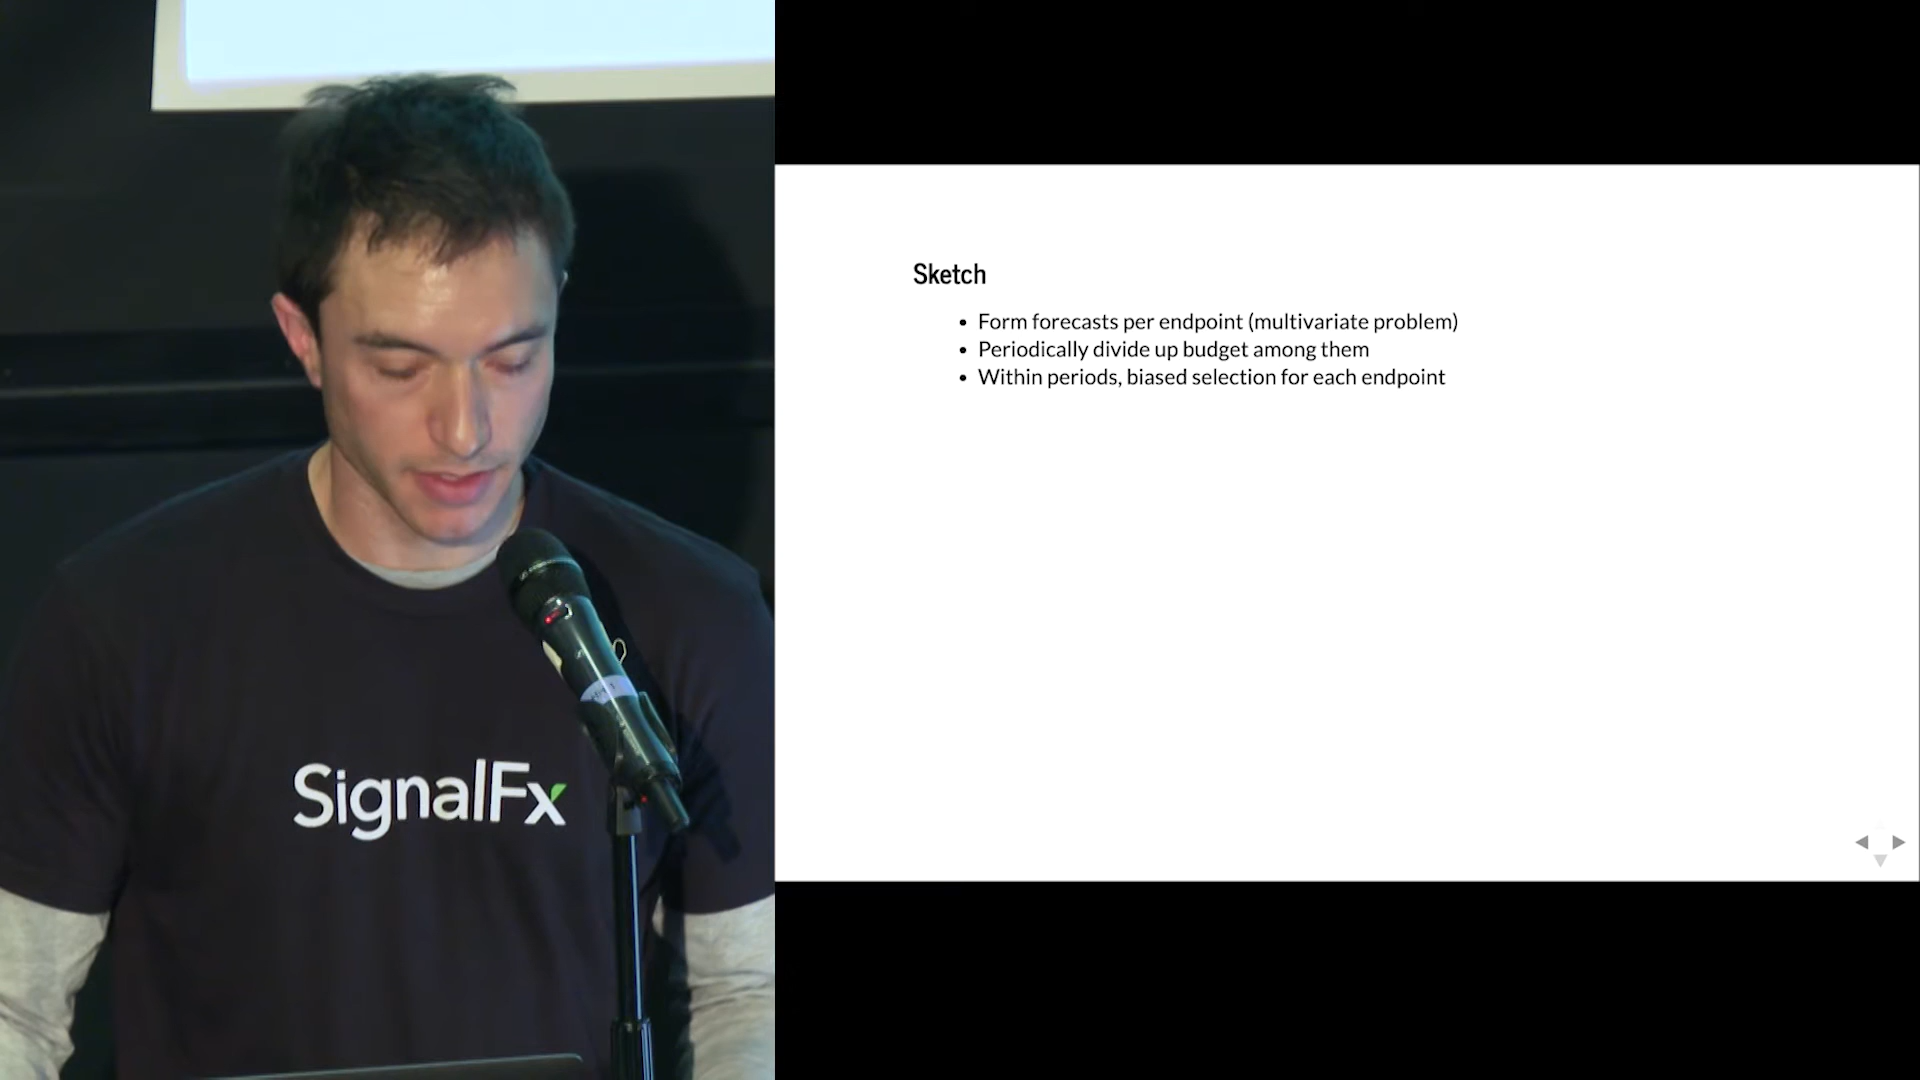 SignalFx
Sketch
Form forecasts per endpoint (multivariate problem)
Periodically divide up budget among them
Within periods, biased selection for each endpoint